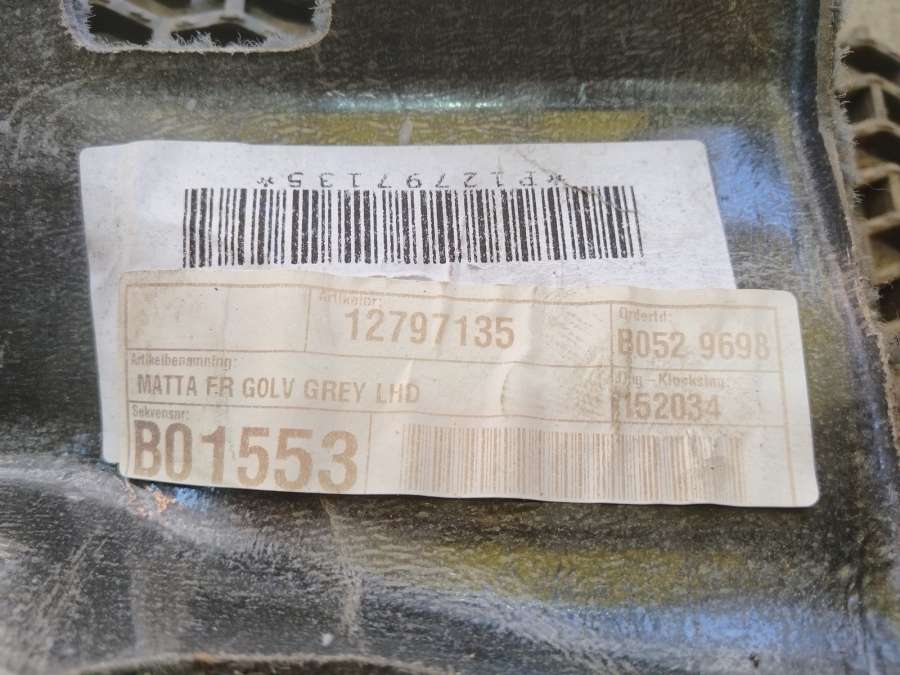 *P12797135*
Artikelnr:
12797135
OrderId:
B052 9698
Artikelbenamning:
MATTA FR GOLV GREY LHD
152034
Sekvensnr:
B01553